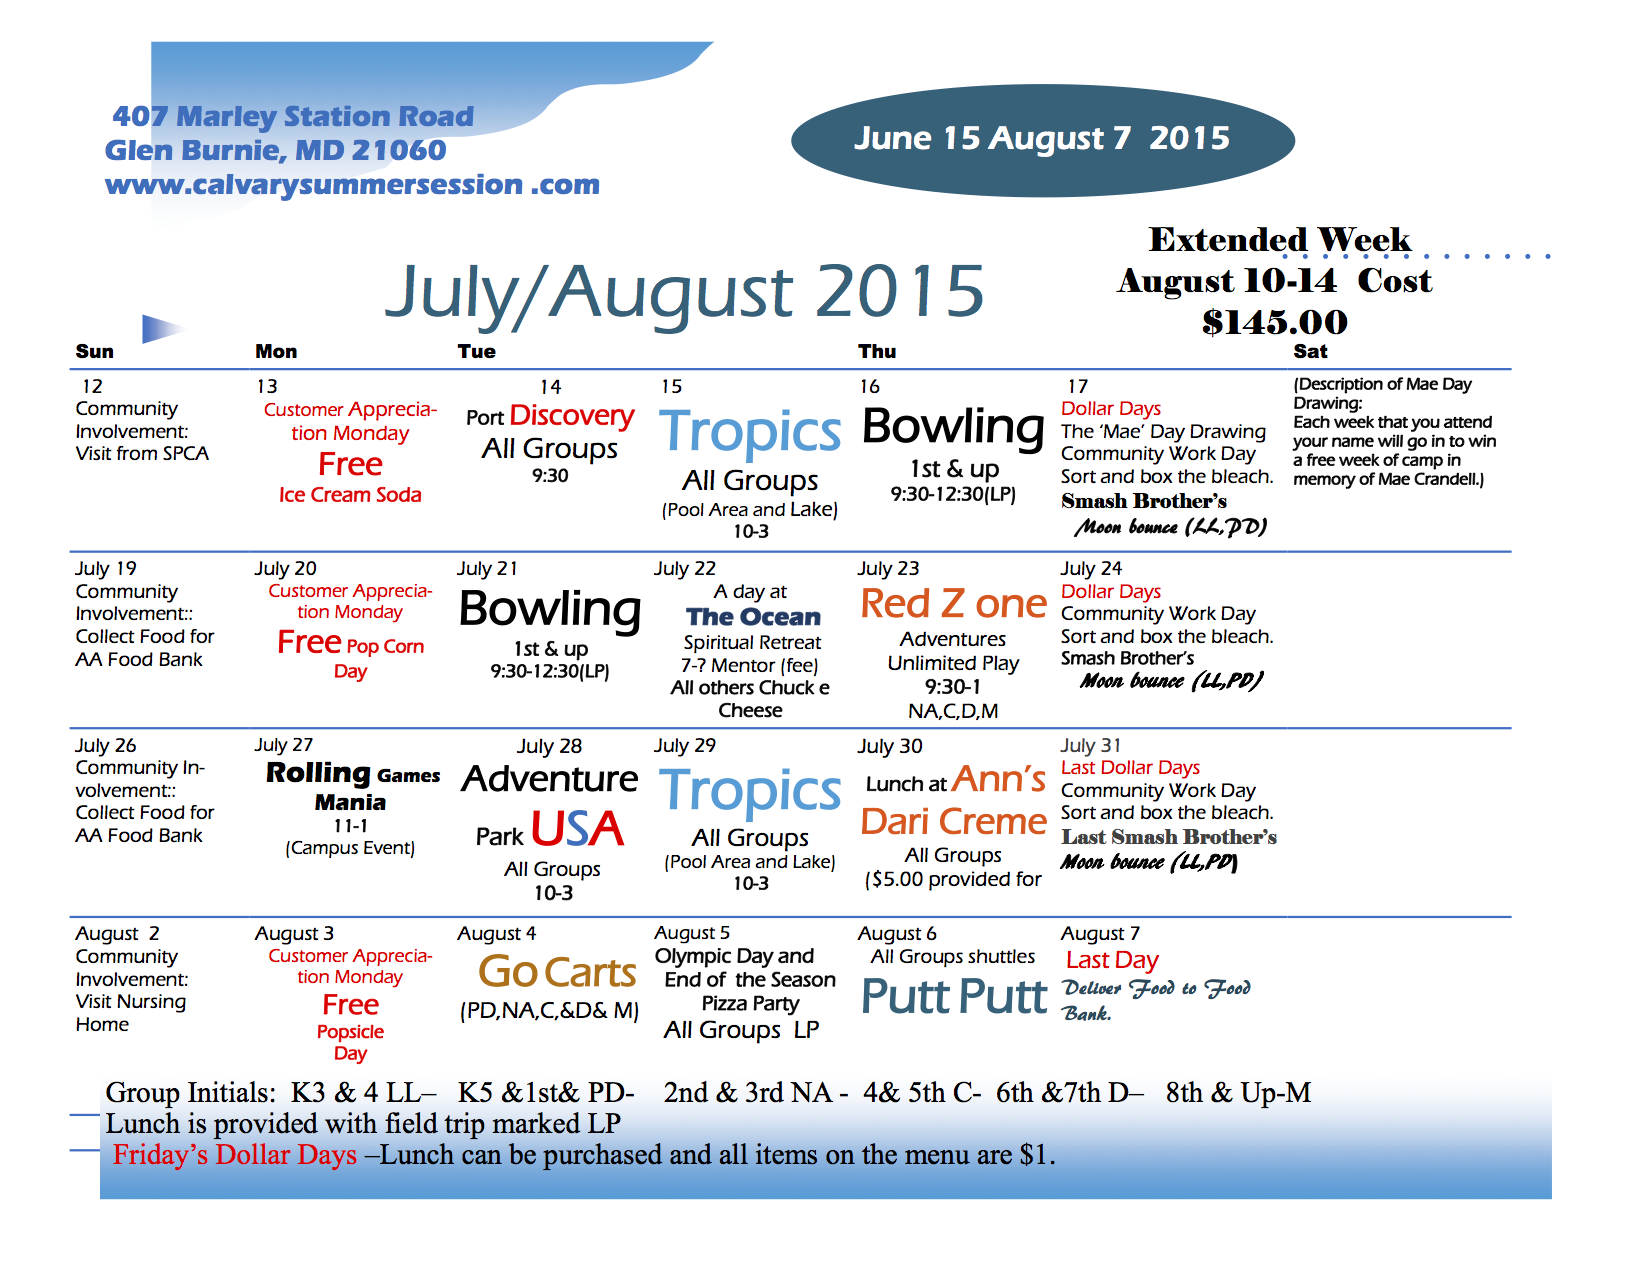 407 Marley Station Road
Glen Burnie, MD 21060
www.calvarysummersession .com
June 15 August 7  2015
Extended Week
August 10-14  Cost
$145.00
July/August 2015
Sun Mon Tue Thu Sat
12
Community
Involvement:
Visit from SPCA
13
Customer Apprecia-
tion Monday
Free
Ice Cream Soda
14
Port Discovery
All Groups
9:30
15
Tropics
All Groups
(Pool Area and Lake)
10-3
16
Bowling
1st & up
9:30-12:30(LP)
17
Dollar Days
The ‘Mae’ Day Drawing
Community Work Day
Sort and box the bleach.
Smash Brother’s
Moon bounce (LL,PD)
(Description of Mae Day
Drawing:
Each week that you attend
your name will go in to win
a free week of camp in
memory of Mae Crandell.)
July 19
Community
Involvement::
Collect Food for
AA Food Bank
July 20
Customer Apprecia-
tion Monday
Free Pop Corn
Day
July 21
Bowling
1st & up
9:30-12:30(LP)
July 22
A day at
The Ocean
Spiritual Retreat
7-? Mentor (fee)
All others Chuck e
Cheese
July 23
Red Z one
Adventures
Unlimited Play
9:30-1
NA,C,D,M
July 24
Dollar Days
Community Work Day
Sort and box the bleach.
Smash Brother’s
Moon bounce (LL,PD)
July 26
Community In-
volvement::
Collect Food for
AA Food Bank
July 27
Rolling Games
Mania
11-1
(Campus Event)
July 28
Adventure
Park USA
All Groups
10-3
July 29
Tropics
All Groups
(Pool Area and Lake)
10-3
July 30
Lunch at Ann’s
Dari Creme
All Groups
($5.00 provided for
July 31
Last Dollar Days
Community Work Day
Sort and box the bleach.
Last Smash Brother’s
Moon bounce (LL,PD)
August  2
Community
Involvement:
Visit Nursing
Home
August 3
Customer Apprecia-
tion Monday
Free
Popsicle
Day
August 4
Go Carts
(PD,NA,C,&D& M)
August 5
Olympic Day and
End of  the Season
Pizza Party
All Groups  LP
August 6
All Groups shuttles
Putt Putt
August 7
Last Day
Deliver Food to Food
Bank.
Group Initials:  K3 & 4 LL–   K5 &1st& PD-    2nd & 3rd NA -  4& 5th C-  6th &7th D–   8th & Up-M
Lunch is provided with field trip marked LP
Friday’s Dollar Days –Lunch can be purchased and all items on the menu are $1.